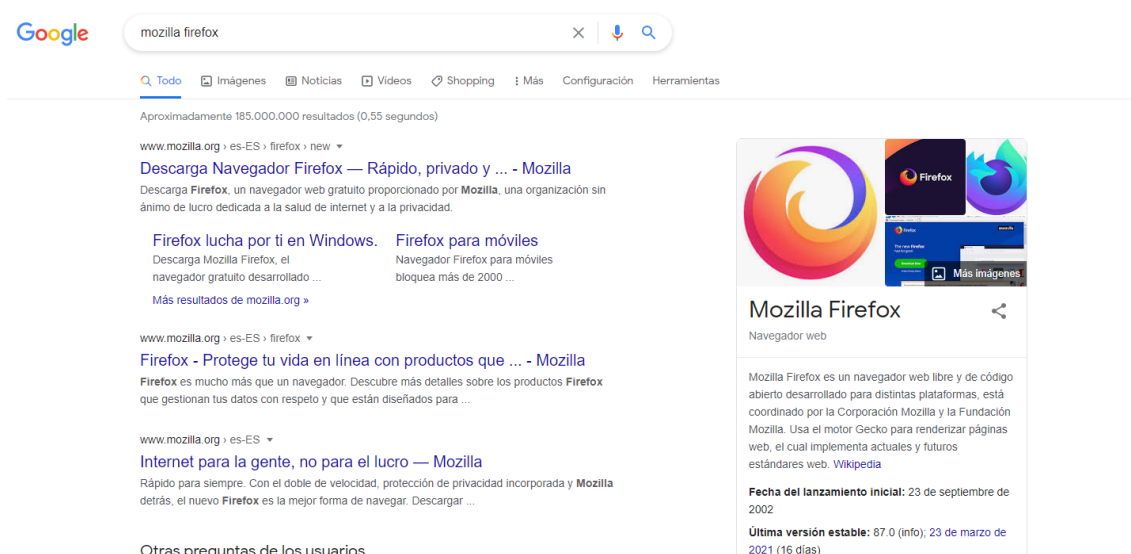 Google
mozilla firefox
Todo Imágenes Noticias Vídeos Shopping Más Configuración Herramientas
Aproximadamente 185.000.000 resultados (0,55 segundos)
www.mozilla.org › es-ES › firefox › new
Descarga Navegador Firefox — Rápido, privado y ... - Mozilla
Descarga Firefox, un navegador web gratuito proporcionado por Mozilla, una organización sin
ánimo de lucro dedicada a la salud de internet y a la privacidad.
Firefox lucha por ti en Windows.
Descarga Mozilla Firefox, el
navegador gratuito desarrollado ...
Firefox para móviles
Navegador Firefox para móviles
bloquea más de 2000 ...
Más resultados de mozilla.org »
www.mozilla.org › es-ES › firefox
Firefox - Protege tu vida en línea con productos que ... - Mozilla
Firefox es mucho más que un navegador. Descubre más detalles sobre los productos Firefox
que gestionan tus datos con respeto y que están diseñados para ...
www.mozilla.org › es-ES
Internet para la gente, no para el lucro — Mozilla
Rápido para siempre. Con el doble de velocidad, protección de privacidad incorporada y Mozilla
detrás, el nuevo Firefox es la mejor forma de navegar. Descargar ...
Otras preguntas de los usuarios
Firefox
Firefox
mozilla
The new Firefox
Más imágenes
Mozilla Firefox
Navegador web
Mozilla Firefox es un navegador web libre y de código
abierto desarrollado para distintas plataformas, está
coordinado por la Corporación Mozilla y la Fundación
Mozilla. Usa el motor Gecko para renderizar páginas
web, el cual implementa actuales y futuros
estándares web. Wikipedia
Fecha del lanzamiento inicial: 23 de septiembre de
2002
Última versión estable: 87.0 (info); 23 de marzo de
2021 (16 días)